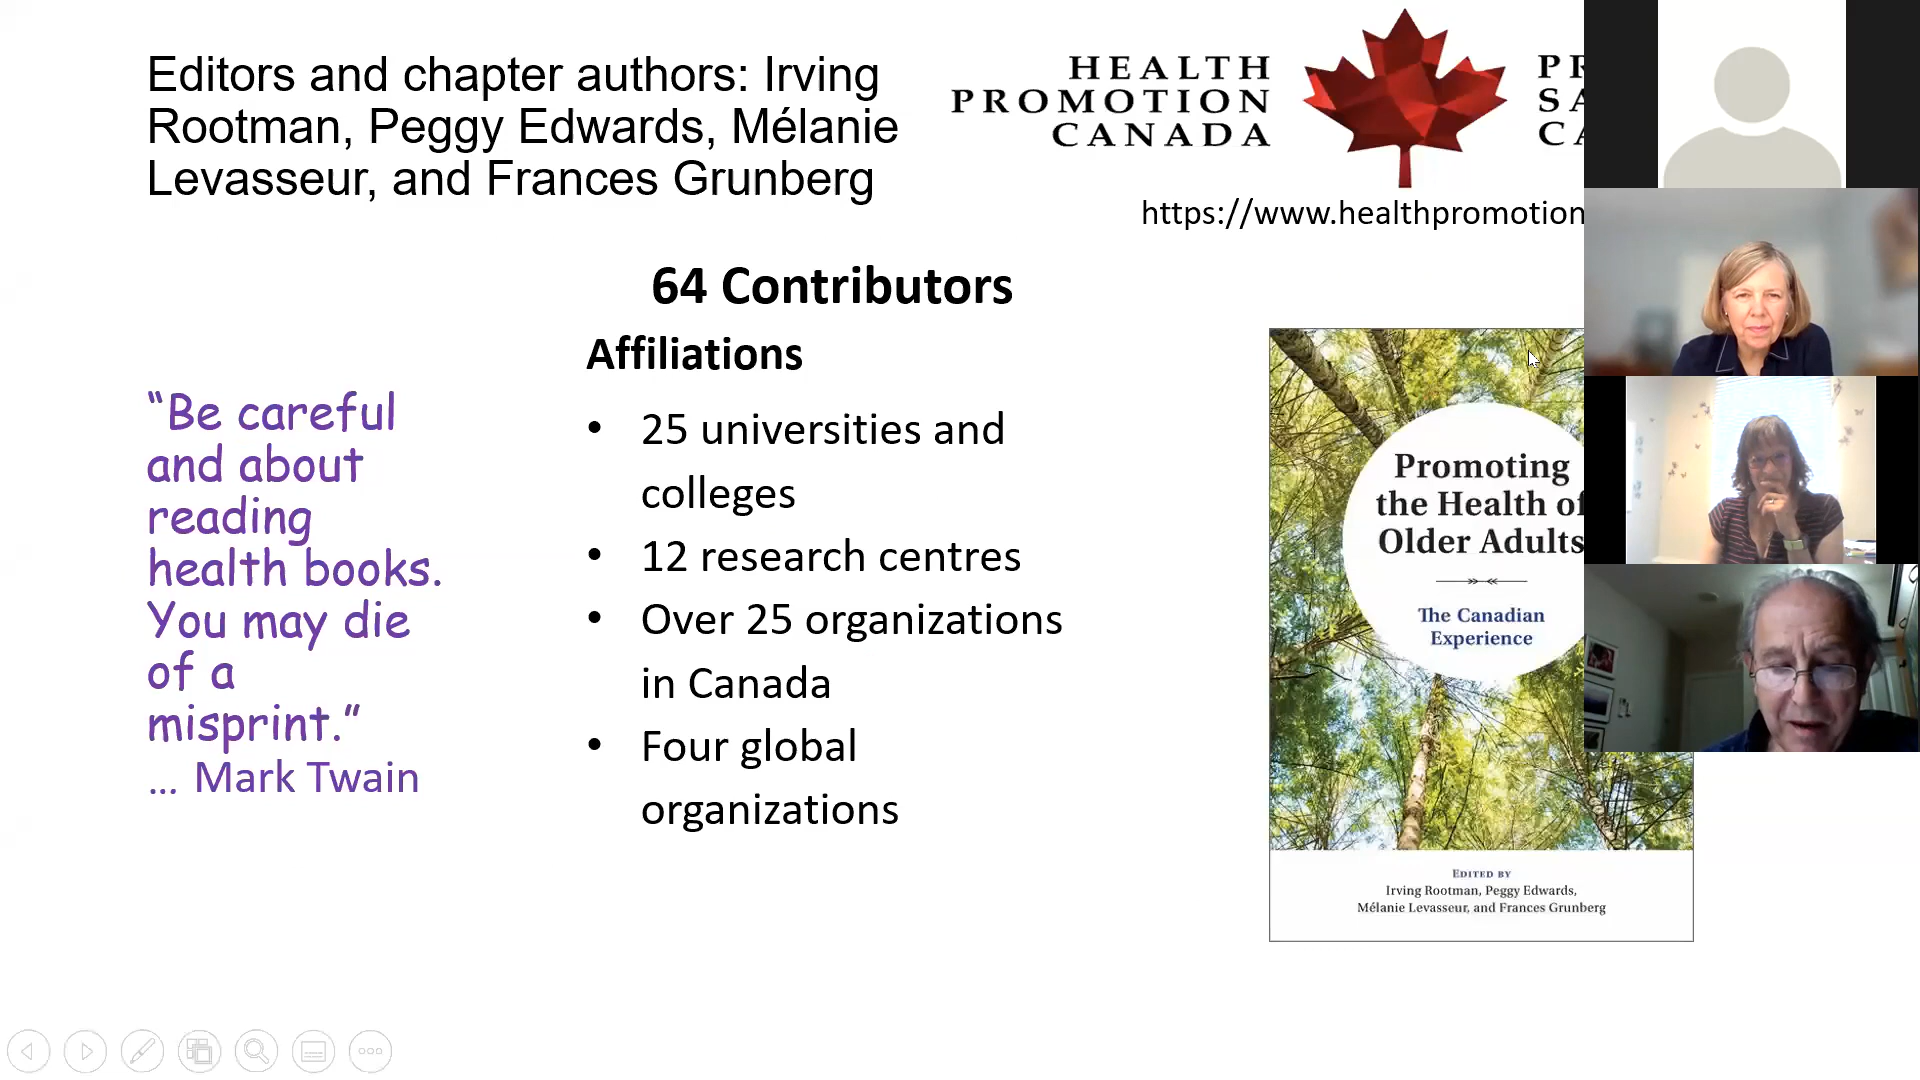 Editors and chapter authors: Irving
Rootman, Peggy Edwards, Mélanie
Levasseur, and Frances Grunberg
HEALTH
PROMOTION
CANADA
PR
SA
CA
https://www.healthpromotion
64 Contributors
Affiliations
• 25 universities and
colleges
• 12 research centres
• Over 25 organizations
in Canada
• Four global
organizations
“Be careful
and about
reading
health books.
You may die
of a
misprint.”
... Mark Twain
Promoting
the Health of
Older Adults
The Canadian
Experience
EDITED BY
Irving Rootman, Peggy Edwards,
Mélanie Levasseur, and Frances Grunberg